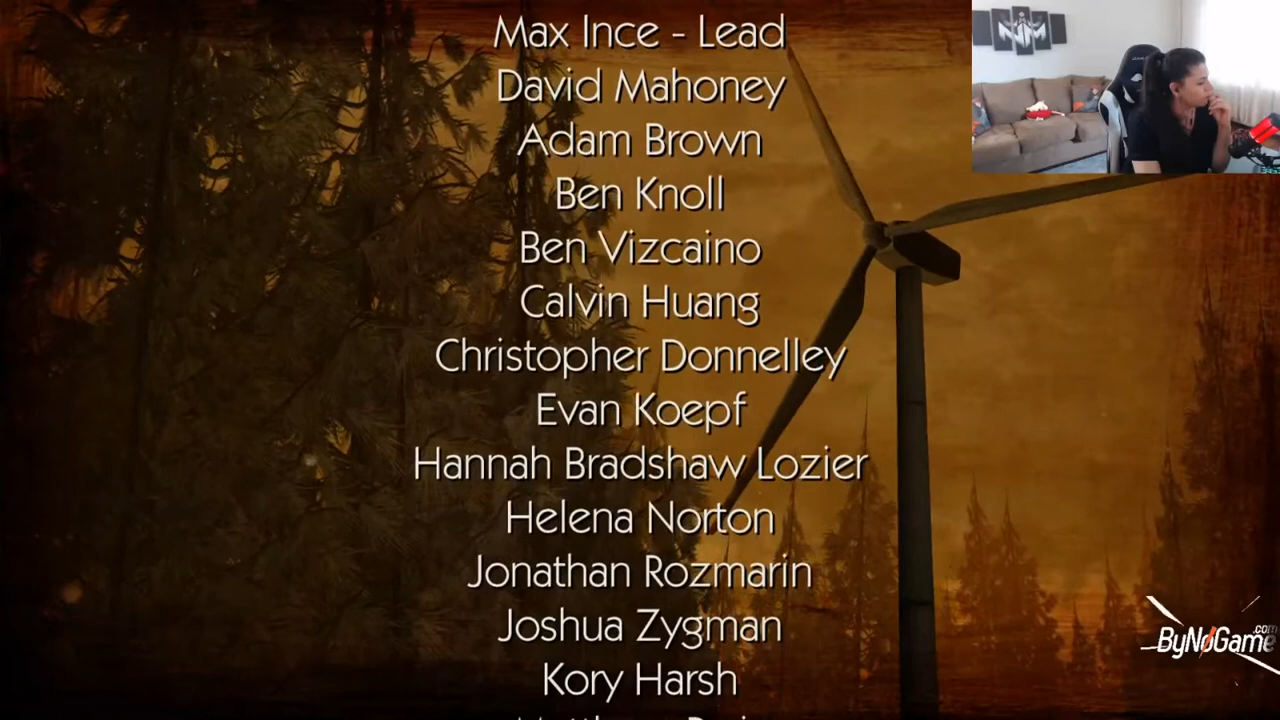 Max Ince - Lead
David Mahoney
Adam Brown
Ben Knoll
Ben Vizcaino
Calvin Huang
Christopher Donnelley
Evan Koepf
Hannah Bradshaw Lozier
Helena Norton
Jonathan Rozmarin
Joshua Zygman
Kory Harsh
ByNoGame.com